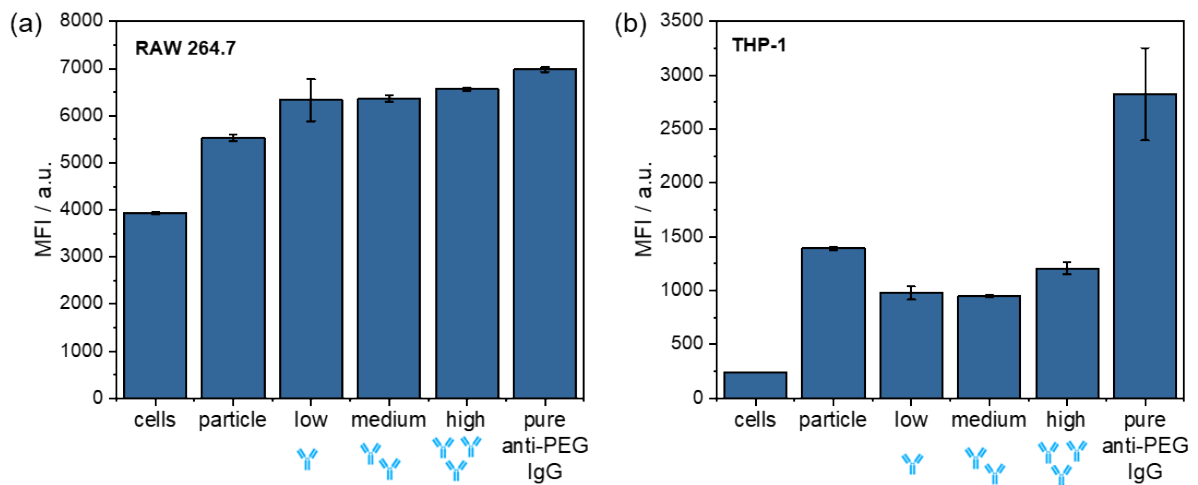 (a)
RAW 264.7
MFI / a.u.
8000
7000
6000
5000
4000
3000
2000
1000
0
cells particle low medium high pure
anti-PEG
IgG
(b)
THP-1
MFI / a.u.
3500
3000
2500
2000
1500
1000
500
0
cells particle low medium high pure
anti-PEG
IgG